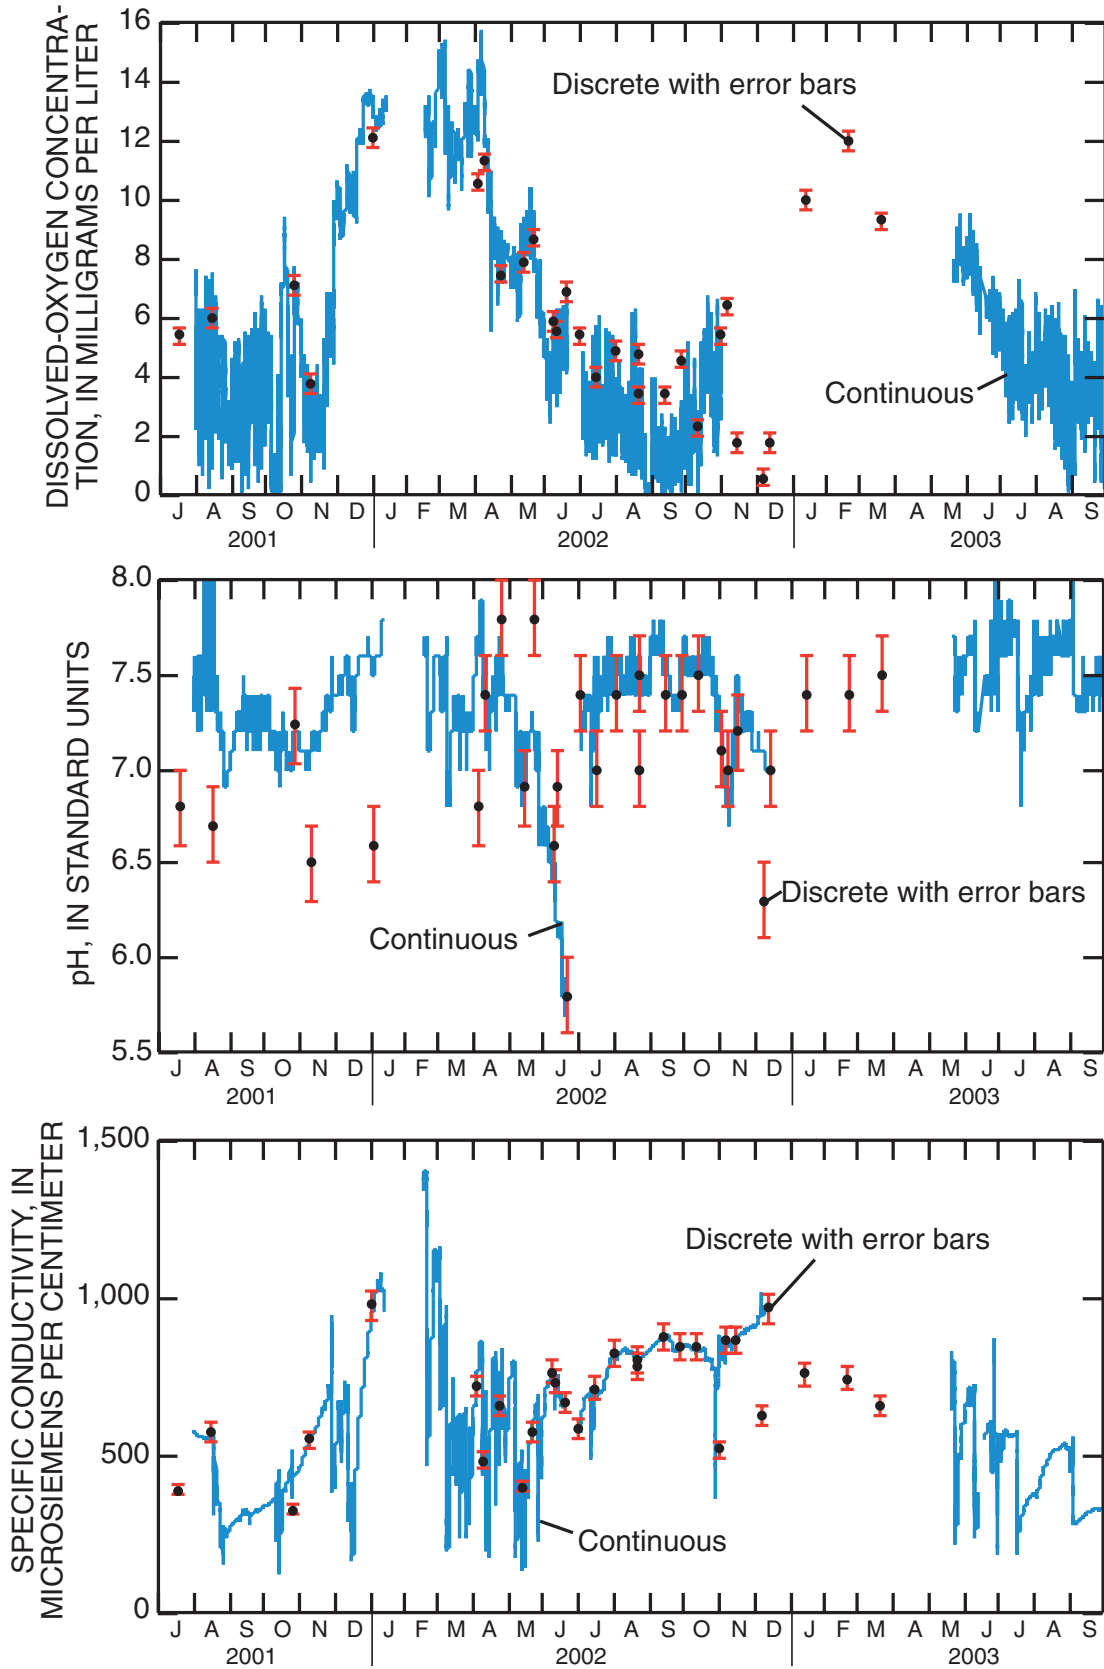 DISSOLVED-OXYGEN CONCENTRA-
TION, IN MILLIGRAMS PER LITER
16
14
12
10
8
6
4
2
0
Discrete with error bars
Continuous
J A S O N D J F M A M J J A S O N D J F M A M J J A S
2001 2002 2003
pH, IN STANDARD UNITS
8.0
7.5
7.0
6.5
6.0
5.5
Discrete with error bars
Continuous
J A S O N D J F M A M J J A S O N D J F M A M J J A S
2001 2002 2003
SPECIFIC CONDUCTIVITY, IN
MICROSIEMENS PER CENTIMETER
1,500
1,000
500
0
Discrete with error bars
Continuous
J A S O N D J F M A M J J A S O N D J F M A M J J A S
2001 2002 2003